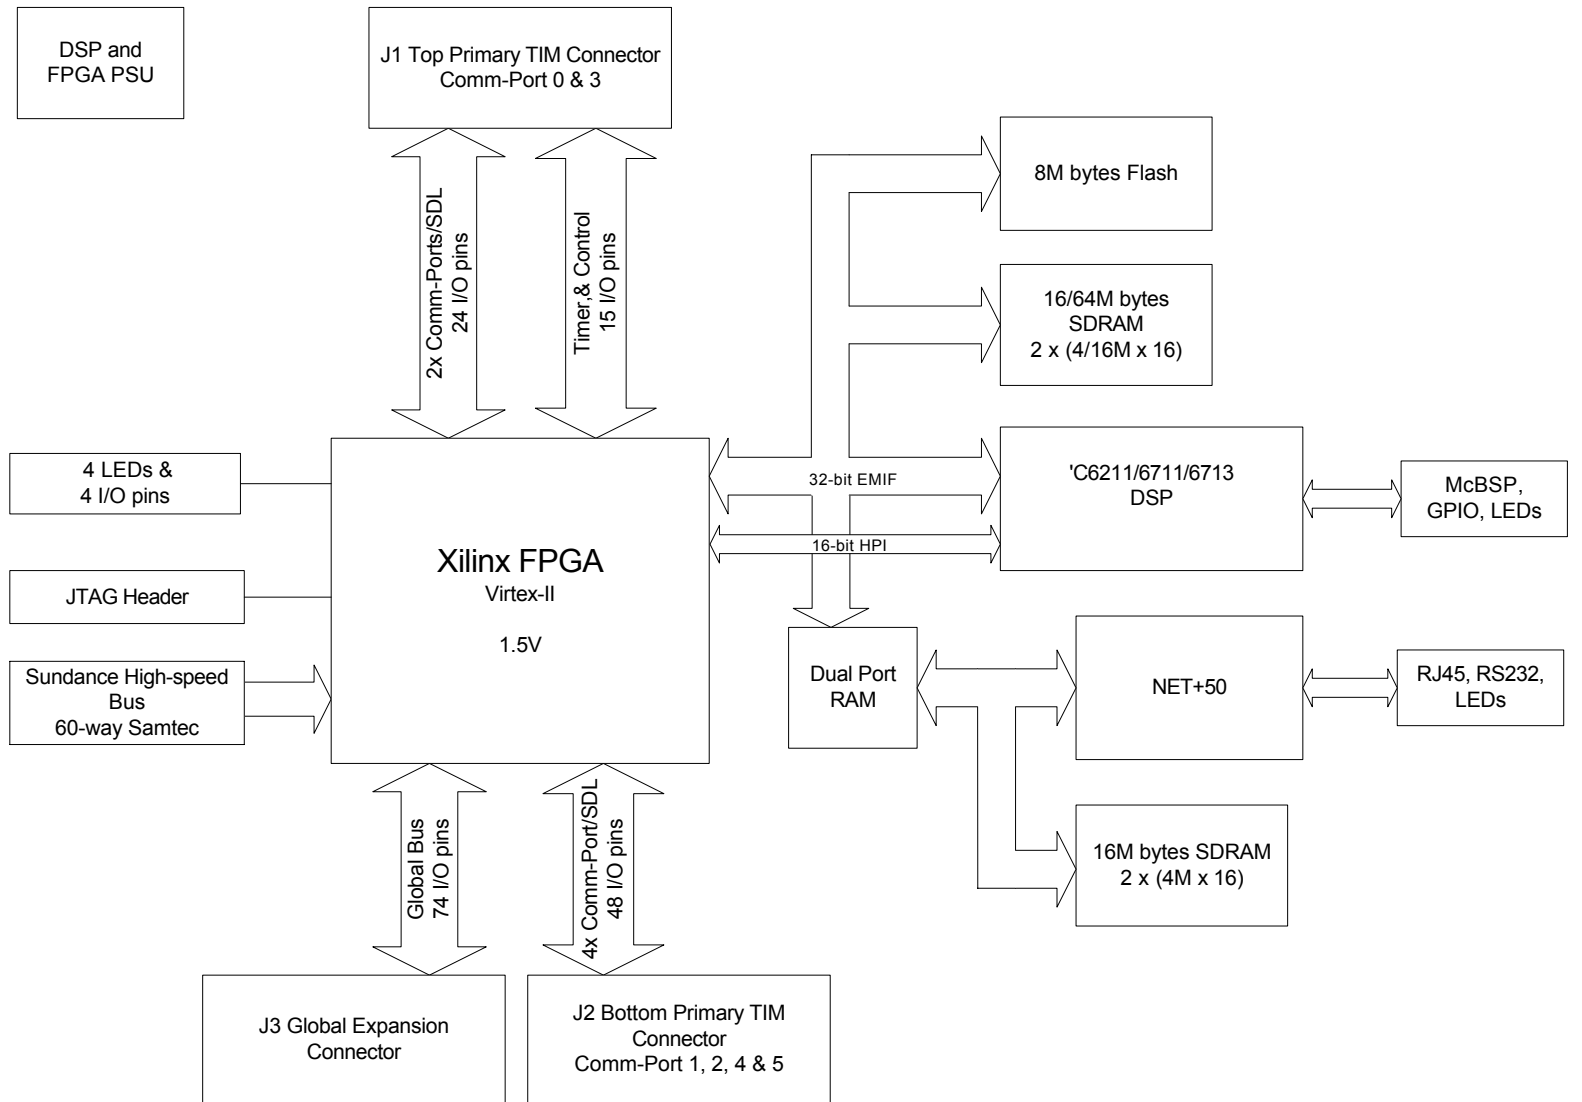 DSP and
FPGA PSU
J1 Top Primary TIM Connector
Comm-Port 0 & 3
2x Comm-Ports/SDL
24 I/O pins
Timer,& Control
15 I/O pins
8M bytes Flash
16/64M bytes
SDRAM
2 x (4/16M x 16)
4 LEDs &
4 I/O pins
JTAG Header
Sundance High-speed
Bus
60-way Samtec
Xilinx FPGA
Virtex-II
1.5V
32-bit EMIF
16-bit HPI
'C6211/6711/6713
DSP
McBSP,
GPIO, LEDs
Dual Port
RAM
NET+50
RJ45, RS232,
LEDs
16M bytes SDRAM
2 x (4M x 16)
Global Bus
74 I/O pins
4x Comm-Port/SDL
48 I/O pins
J3 Global Expansion
Connector
J2 Bottom Primary TIM
Connector
Comm-Port 1, 2, 4 & 5